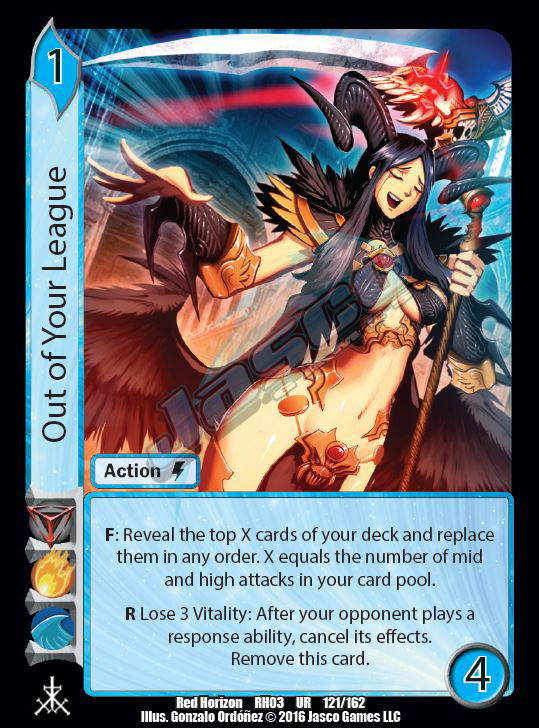 1
Out of Your League
Jasco
Action
F: Reveal the top X cards of your deck and replace
them in any order. X equals the number of mid
and high attacks in your card pool.
R Lose 3 Vitality: After your opponent plays a
response ability, cancel its effects.
Remove this card.
4
Red Horizon RH03 UR 121/162
Illus. Gonzalo Ordóñez © 2016 Jasco Games LLC